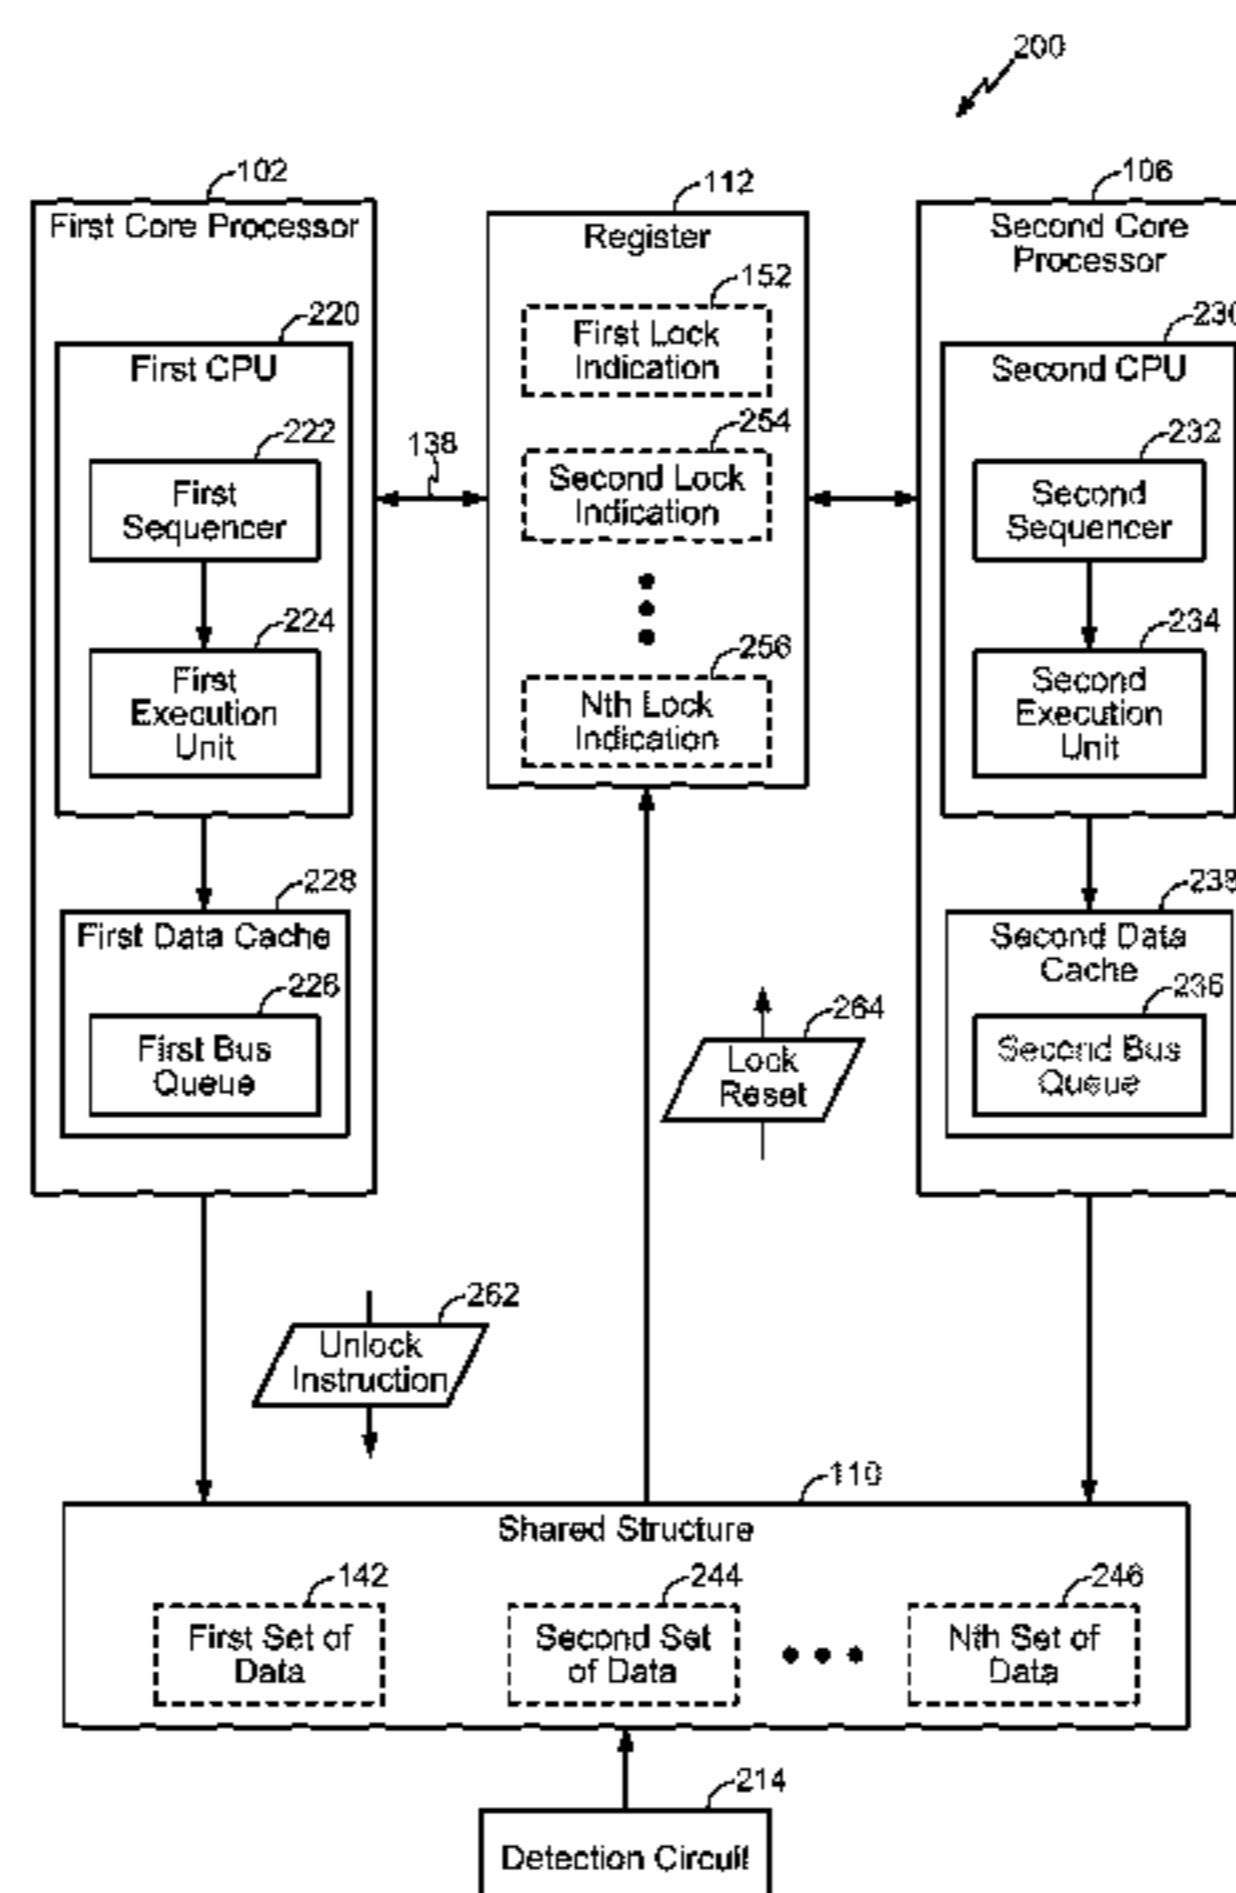 200
102
First Core Processor
220
First CPU
222
First
Sequencer
224
First
Execution
Unit
228
First Data Cache
226
First Bus
Queue
138
112
Register
152
First Lock
Indication
254
Second Lock
Indication
256
Nth Lock
Indication
106
Second Core
Processor
230
Second CPU
232
Second
Sequencer
234
Second
Execution
Unit
238
Second Data
Cache
236
Second Bus
Queue
264
Lock
Reset
262
Unlock
Instruction
110
Shared Structure
142
First Set of
Data
244
Second Set
of Data
246
Nth Set of
Data
214
Detection Circuit